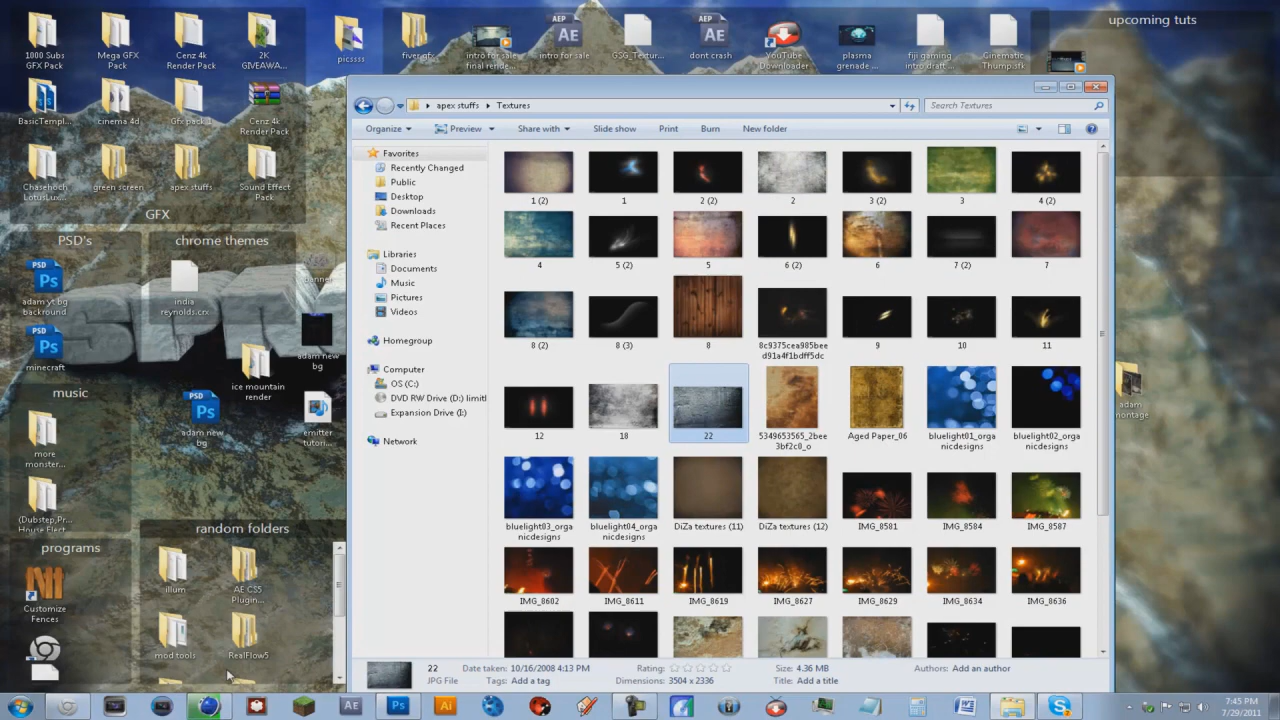 1000 Subs
GFX Pack
Mega GFX
Pack
Cenz 4k
Render Pack
2K
GIVEAWA...
picssss
fiver gfx
intro for sale
final rende...
AEP
intro for sale
GSG_Textur...
AEP
dont crash
YouTube
Downloader
plasma
grenade ...
fiji gaming
intro draft ...
Cinematic
Thump.stk
upcoming tuts
BasicTempl...
cinema 4d
Gfx pack 1
Cenz 4k
Render Pack
Chasehoch
LotusLux...
green screen
apex stuffs
Sound Effect
Pack
GFX
PSD's
chrome themes
PSD
adam yt bg
backround
india
reynolds.crx
banner
PSD
minecraft
ice mountain
render
adam new
bg
music
adam new
bg
emitter
tutori...
more
monster...
(Dubstep,Pr...
House,Elect...
programs
Customize
Fences
random folders
illum
AE CS5
Plugin...
mod tools
RealFlow5
adam
montage
apex stuffs
Textures
Search Textures
Organize
Preview
Share with
Slide show
Print
Burn
New folder
Favorites
Recently Changed
Public
Desktop
Downloads
Recent Places
Libraries
Documents
Music
Pictures
Videos
Homegroup
Computer
OS (C:)
DVD RW Drive (D:) limitl
Expansion Drive (I:)
Network
1 (2)
1
2 (2)
2
3 (2)
3
4 (2)
4
5 (2)
5
6 (2)
6
7 (2)
7
8 (2)
8 (3)
8
8c9375cea985bee
d91a4f1bdff5dc
9
10
11
12
18
22
5349653565_2bee
3bf2c0_o
Aged Paper_06
bluelight01_orga
nicdesigns
bluelight02_orga
nicdesigns
bluelight03_orga
nicdesigns
bluelight04_orga
nicdesigns
DiZa textures (11)
DiZa textures (12)
IMG_8581
IMG_8584
IMG_8587
IMG_8602
IMG_8611
IMG_8619
IMG_8627
IMG_8629
IMG_8634
IMG_8636
22
Date taken: 10/16/2008 4:13 PM
Rating:
Size: 4.36 MB
Authors: Add an author
JPG File
Tags: Add a tag
Dimensions: 3504 x 2336
Title: Add a title
7:45 PM
7/29/2011